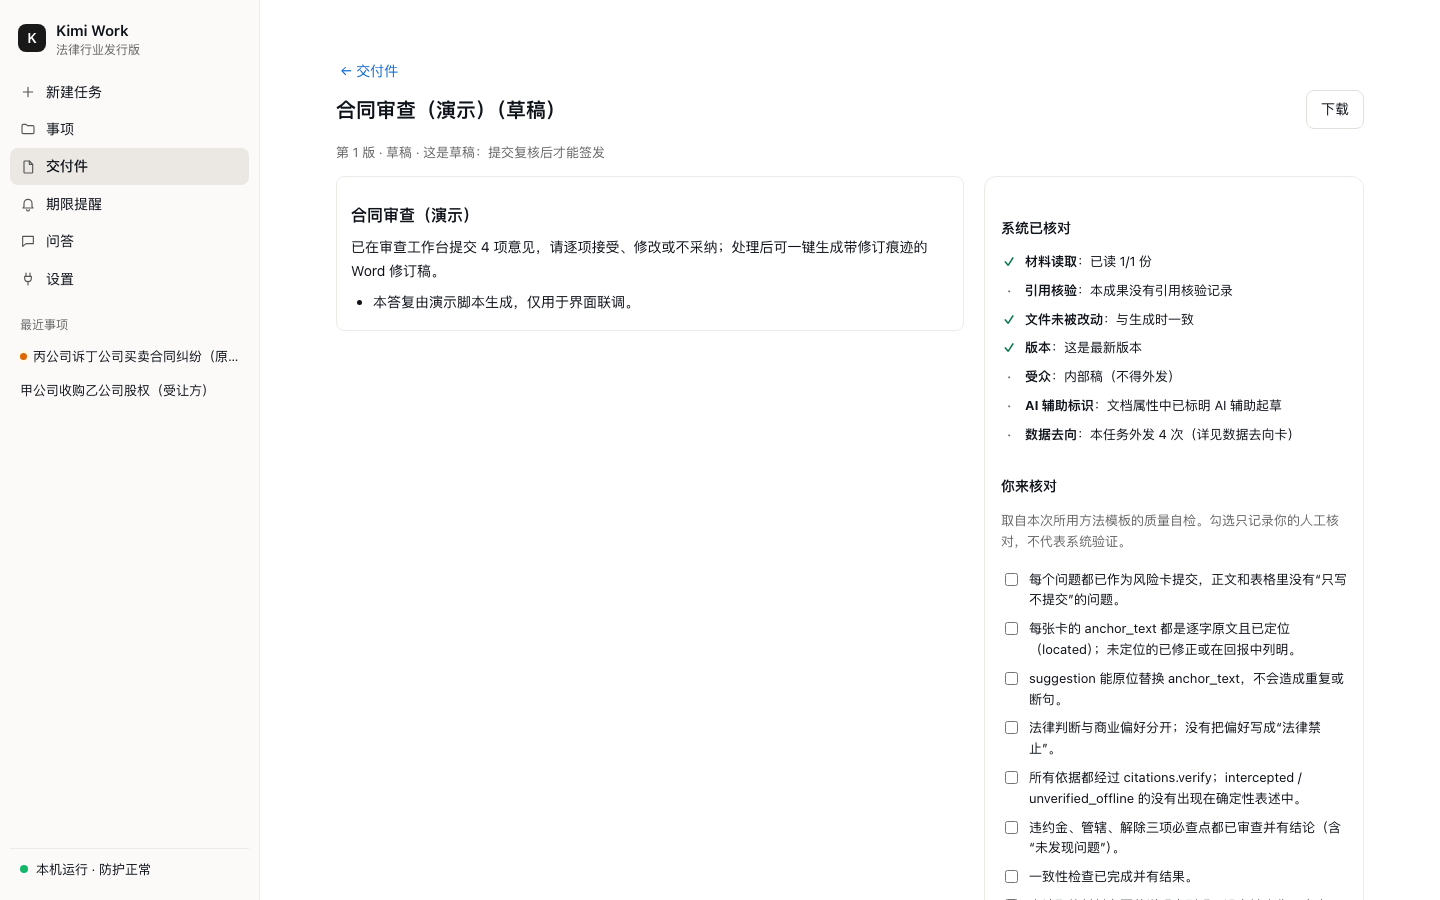 K
Kimi Work
法律行业发行版
新建任务
事项
交付件
期限提醒
问答
设置
最近事项
丙公司诉丁公司买卖合同纠纷（原...
甲公司收购乙公司股权（受让方）
本机运行 · 防护正常
← 交付件
合同审查（演示）（草稿）
下载
第 1 版 · 草稿 · 这是草稿：提交复核后才能签发
合同审查（演示）
已在审查工作台提交 4 项意见，请逐项接受、修改或不采纳；处理后可一键生成带修订痕迹的
Word 修订稿。
• 本答复由演示脚本生成，仅用于界面联调。
系统已核对
✓ 材料读取：已读 1/1 份
· 引用核验：本成果没有引用核验记录
✓ 文件未被改动：与生成时一致
✓ 版本：这是最新版本
· 受众：内部稿（不得外发）
· AI 辅助标识：文档属性中已标明 AI 辅助起草
· 数据去向：本任务外发 4 次（详见数据去向卡）
你来核对
取自本次所用方法模板的质量自检。勾选只记录你的人工核
对，不代表系统验证。
每个问题都已作为风险卡提交，正文和表格里没有“只写
不提交”的问题。
每张卡的 anchor_text 都是逐字原文且已定位
（located）；未定位的已修正或在回报中列明。
suggestion 能原位替换 anchor_text，不会造成重复或
断句。
法律判断与商业偏好分开；没有把偏好写成“法律禁
止”。
所有依据都经过 citations.verify；intercepted /
unverified_offline 的没有出现在确定性表述中。
违约金、管辖、解除三项必查点都已审查并有结论（含
“未发现问题”）。
一致性检查已完成并有结果。